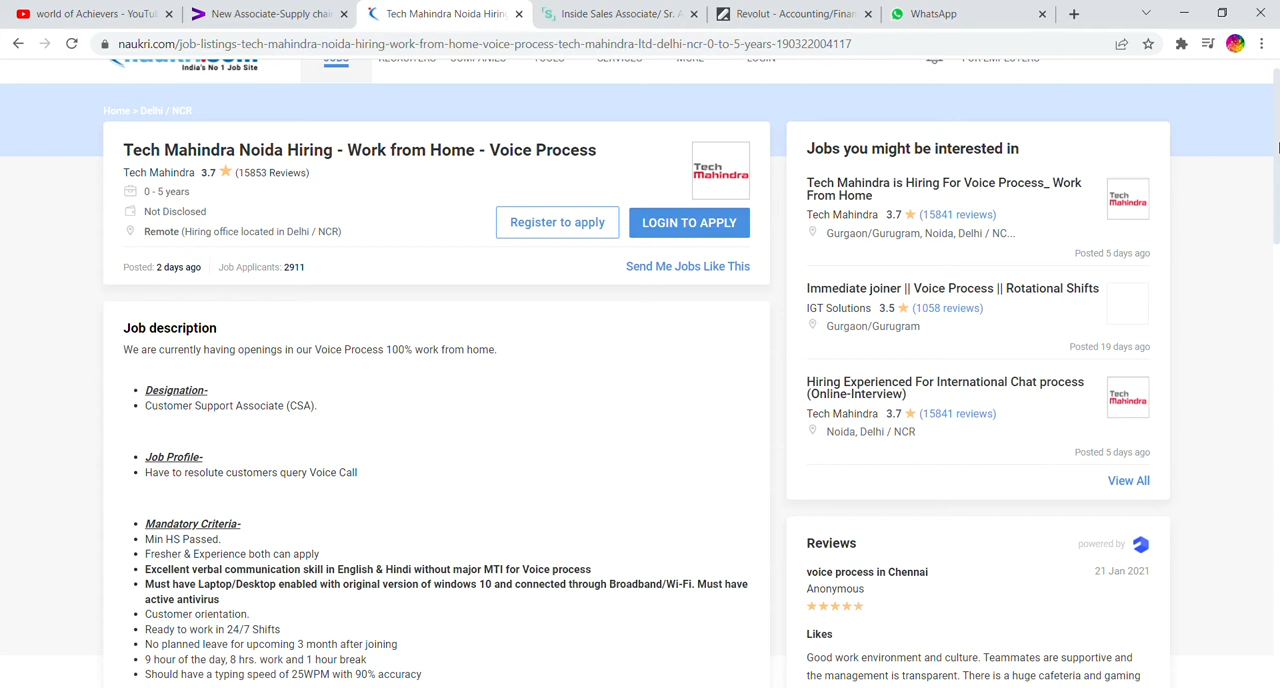 world of Achievers - YouTu
New Associate-Supply chai
Tech Mahindra Noida Hirin
Inside Sales Associate/ Sr. A
Revolut - Accounting/Finan
WhatsApp
naukri.com/job-listings-tech-mahindra-noida-hiring-work-from-home-voice-process-tech-mahindra-ltd-delhi-ncr-0-to-5-years-190322004117
India's No 1 Job Site
JOBS
RECRUITERS
COMPANIES
TOOLS
SERVICES
MORE
LOGIN
FOR EMPLOYERS
Home > Delhi / NCR
Tech Mahindra Noida Hiring - Work from Home - Voice Process
Tech Mahindra 3.7 (15853 Reviews)
0 - 5 years
Not Disclosed
Remote (Hiring office located in Delhi / NCR)
Register to apply
LOGIN TO APPLY
Tech Mahindra
Posted: 2 days ago
Job Applicants: 2911
Send Me Jobs Like This
Job description
We are currently having openings in our Voice Process 100% work from home.
Designation-
Customer Support Associate (CSA).
Job Profile-
Have to resolute customers query Voice Call
Mandatory Criteria-
Min HS Passed.
Fresher & Experience both can apply
Excellent verbal communication skill in English & Hindi without major MTI for Voice process
Must have Laptop/Desktop enabled with original version of windows 10 and connected through Broadband/Wi-Fi. Must have
active antivirus
Customer orientation.
Ready to work in 24/7 Shifts
No planned leave for upcoming 3 month after joining
9 hour of the day, 8 hrs. work and 1 hour break
Should have a typing speed of 25WPM with 90% accuracy
Jobs you might be interested in
Tech Mahindra is Hiring For Voice Process_ Work
From Home
Tech Mahindra 3.7 (15841 reviews)
Gurgaon/Gurugram, Noida, Delhi / NC...
Posted 5 days ago
Tech Mahindra
Immediate joiner || Voice Process || Rotational Shifts
IGT Solutions 3.5 (1058 reviews)
Gurgaon/Gurugram
Posted 19 days ago
Hiring Experienced For International Chat process
(Online-Interview)
Tech Mahindra 3.7 (15841 reviews)
Noida, Delhi / NCR
Posted 5 days ago
Tech Mahindra
View All
Reviews
powered by
voice process in Chennai
21 Jan 2021
Anonymous
Likes
Good work environment and culture. Teammates are supportive and
the management is transparent. There is a huge cafeteria and gaming